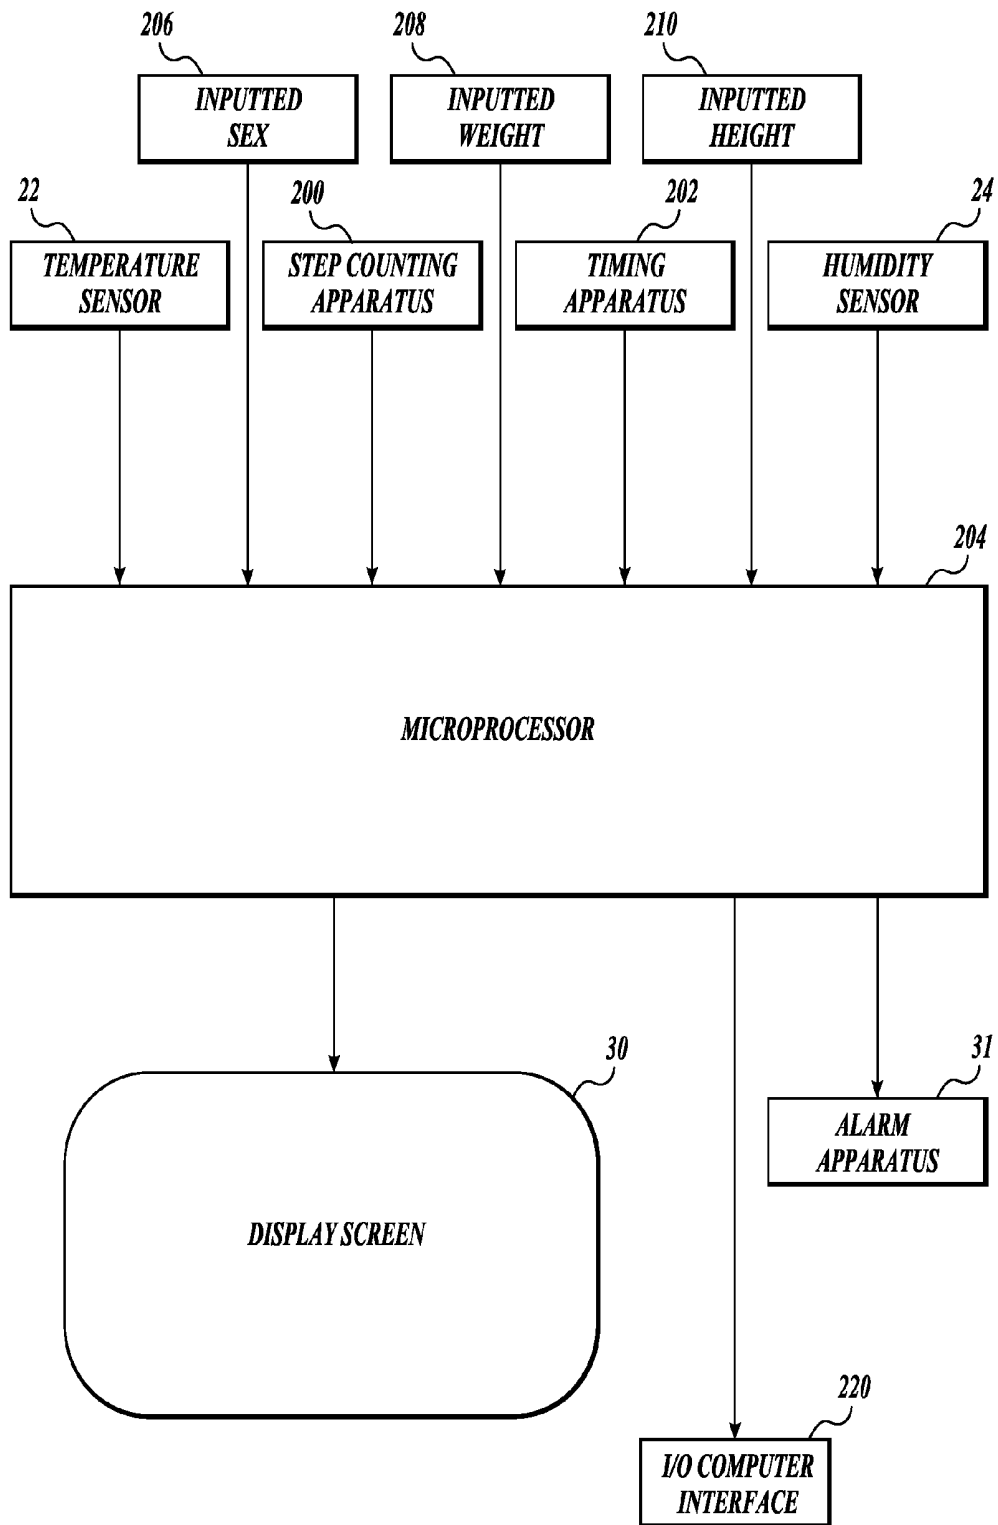 206
208
210
INPUTTED
SEX
INPUTTED
WEIGHT
INPUTTED
HEIGHT
22
200
202
24
TEMPERATURE
SENSOR
STEP COUNTING
APPARATUS
TIMING
APPARATUS
HUMIDITY
SENSOR
204
MICROPROCESSOR
30
31
ALARM
APPARATUS
DISPLAY SCREEN
220
I/O COMPUTER
INTERFACE